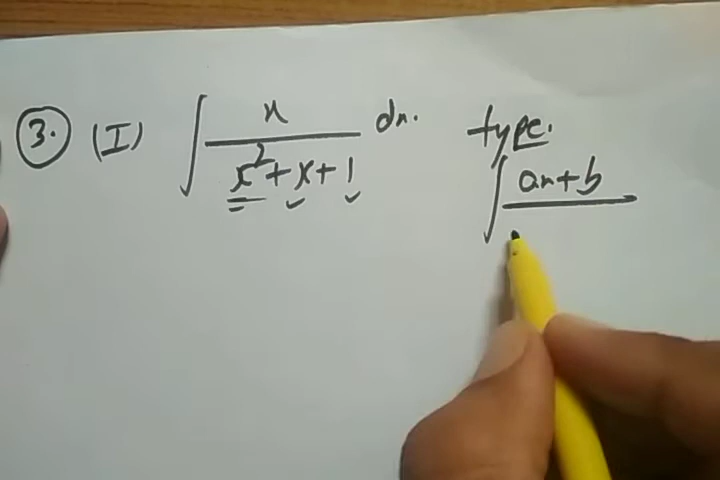 3. (I) ∫ x / (x² + x + 1) dx.
type.
∫ ax+b